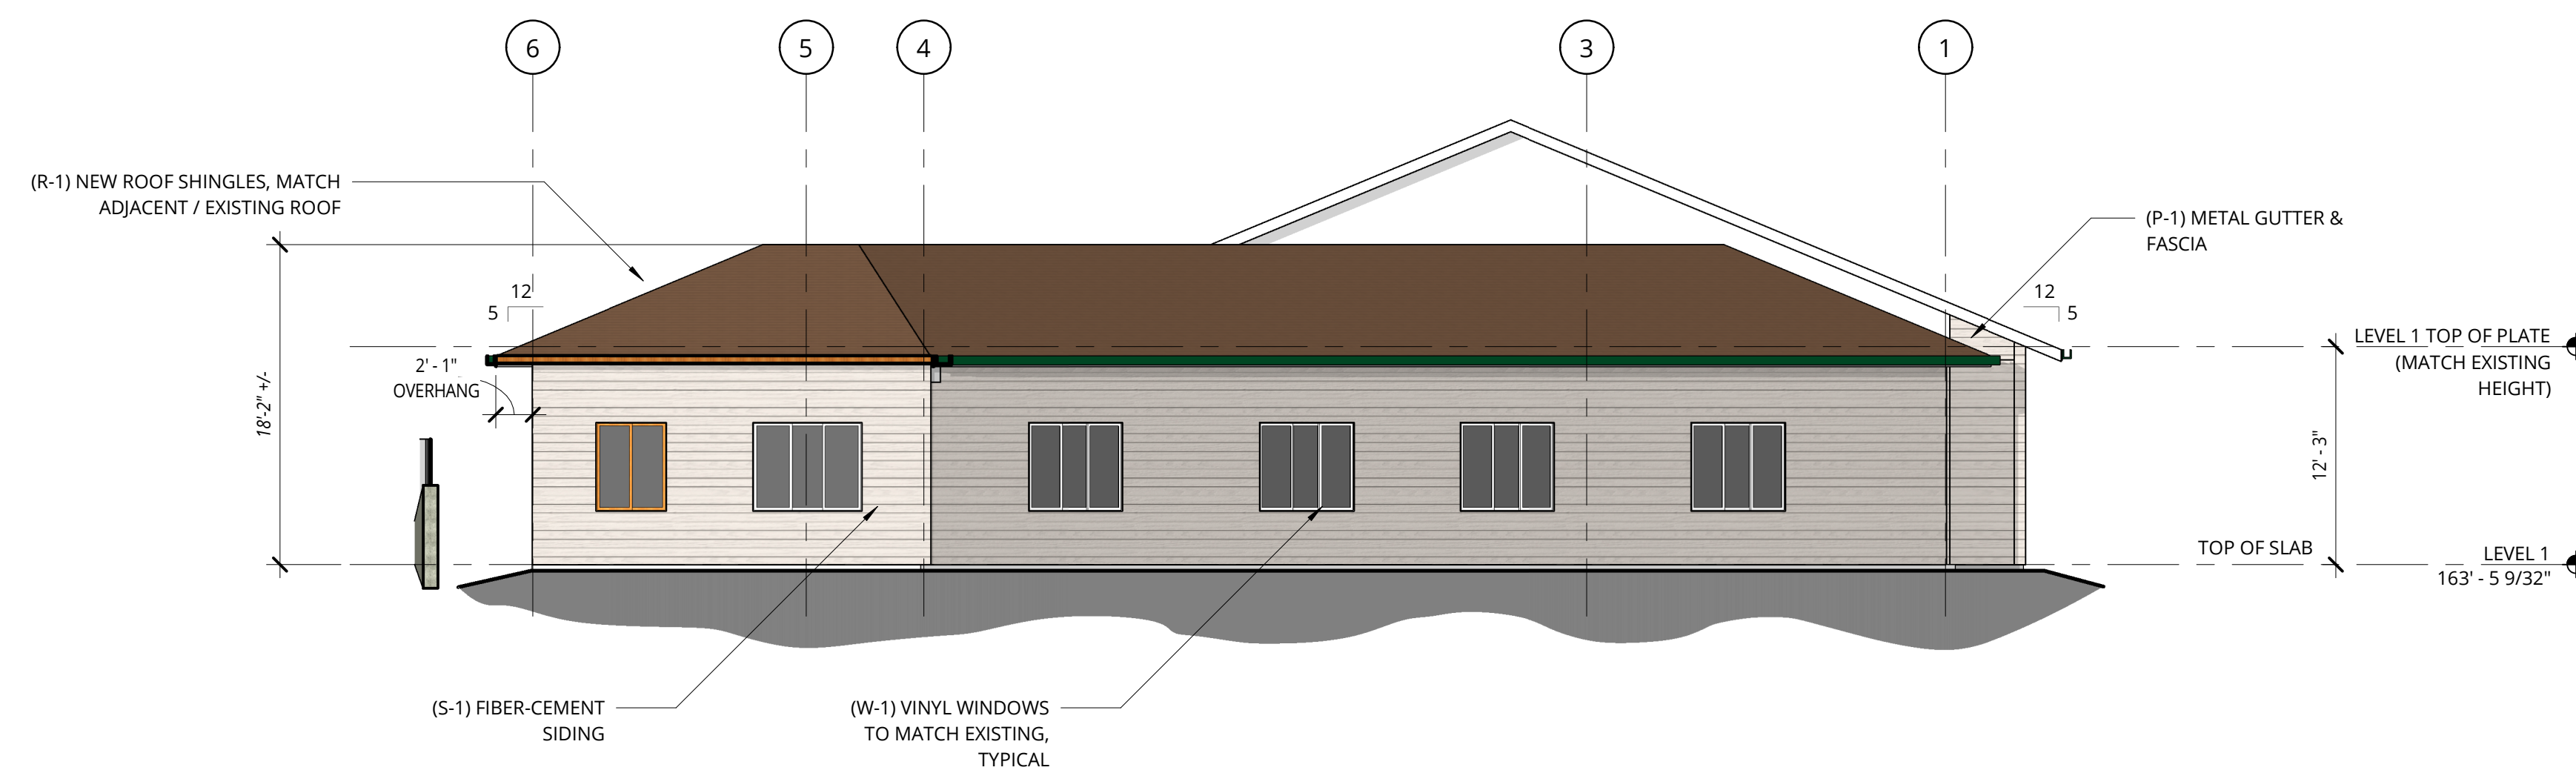 6
5
4
3
1
(R-1) NEW ROOF SHINGLES, MATCH
ADJACENT / EXISTING ROOF
(P-1) METAL GUTTER &
FASCIA
12
5
12
5
LEVEL 1 TOP OF PLATE
(MATCH EXISTING
HEIGHT)
2' - 1"
OVERHANG
18'-2" +/-
12' - 3"
TOP OF SLAB
LEVEL 1
163' - 5 9/32"
(S-1) FIBER-CEMENT
SIDING
(W-1) VINYL WINDOWS
TO MATCH EXISTING,
TYPICAL